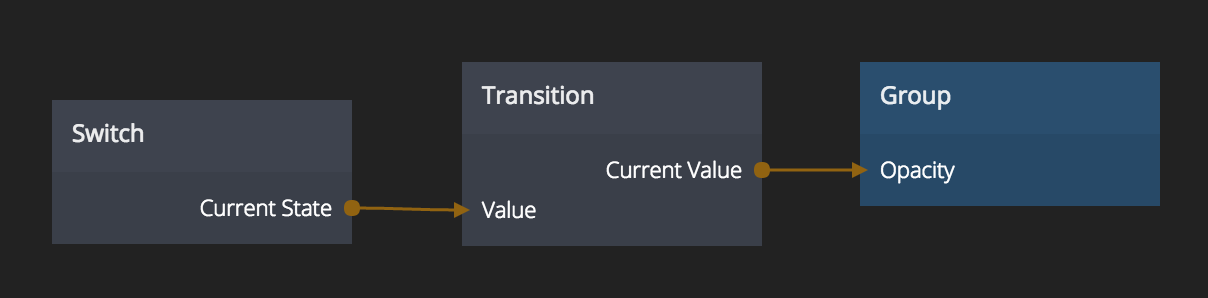 Switch
Current State
Transition
Current Value
Value
Group
Opacity